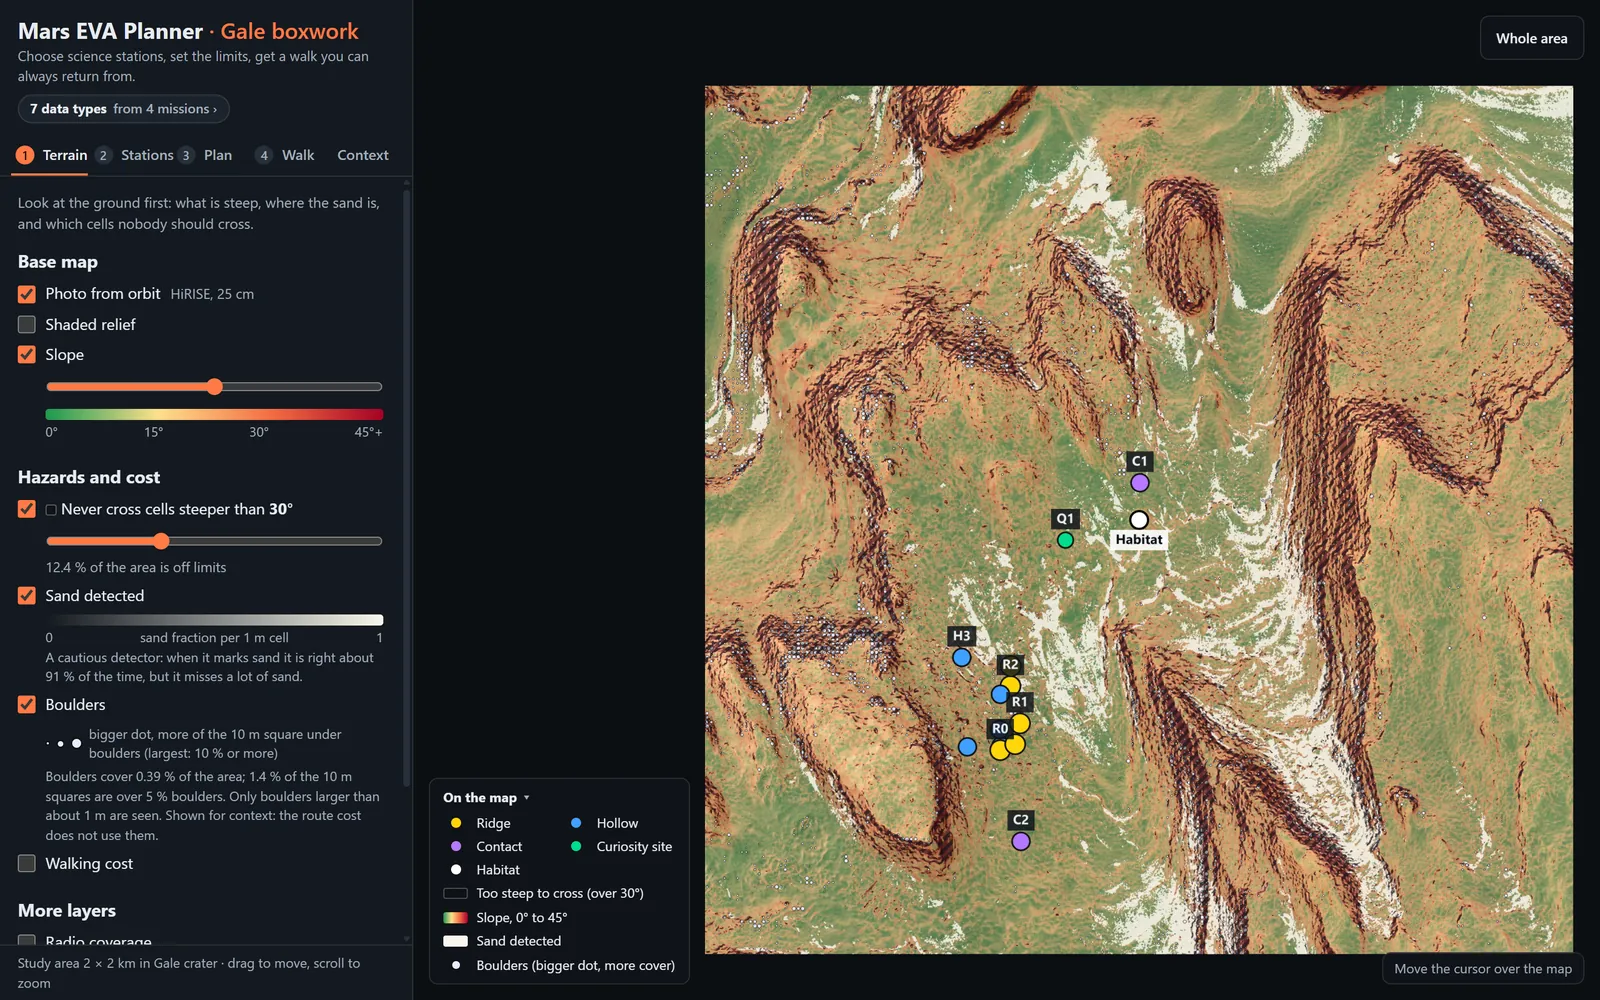 Mars EVA Planner · Gale boxwork
Choose science stations, set the limits, get a walk you can
always return from.
7 data types from 4 missions ›
1 Terrain 2 Stations 3 Plan 4 Walk Context
Look at the ground first: what is steep, where the sand is,
and which cells nobody should cross.
Base map
Photo from orbit HiRISE, 25 cm
Shaded relief
Slope
0° 15° 30° 45°+
Hazards and cost
Never cross cells steeper than 30°
12.4 % of the area is off limits
Sand detected
0 sand fraction per 1 m cell 1
A cautious detector: when it marks sand it is right about
91 % of the time, but it misses a lot of sand.
Boulders
bigger dot, more of the 10 m square under
boulders (largest: 10 % or more)
Boulders cover 0.39 % of the area; 1.4 % of the 10 m
squares are over 5 % boulders. Only boulders larger than
about 1 m are seen. Shown for context: the route cost
does not use them.
Walking cost
More layers
Radio coverage
Study area 2 × 2 km in Gale crater · drag to move, scroll to
zoom
On the map
Ridge Hollow
Contact Curiosity site
Habitat
Too steep to cross (over 30°)
Slope, 0° to 45°
Sand detected
Boulders (bigger dot, more cover)
Whole area
C1
Q1
Habitat
H3
R2
R1
R0
C2
Move the cursor over the map